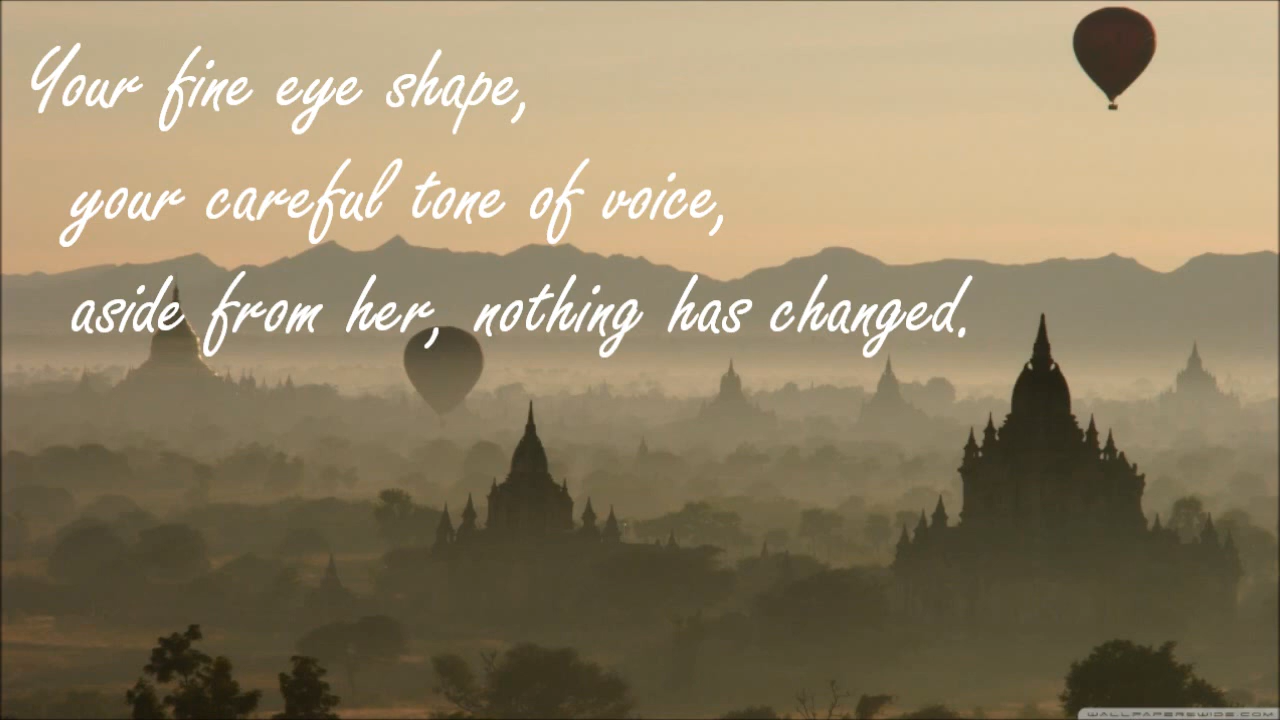 Your fine eye shape,
your careful tone of voice,
aside from her, nothing has changed.
WALLPAPERSWIDE.COM